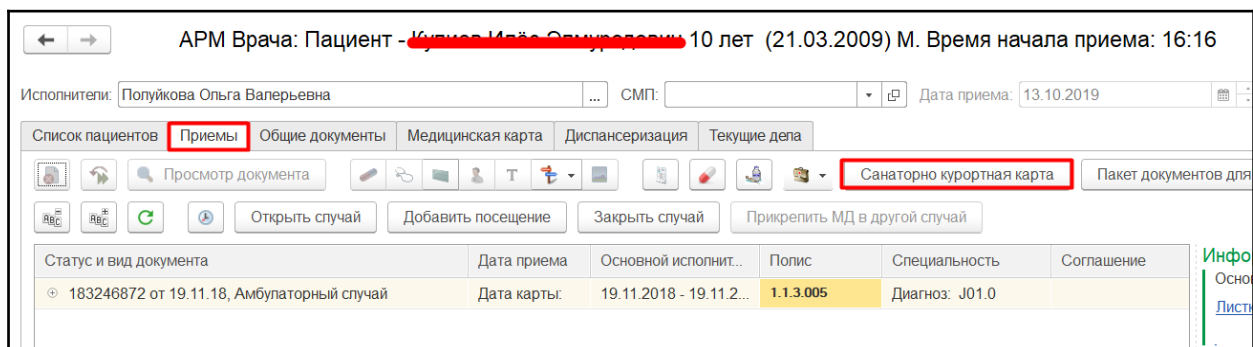 АРМ Врача: Пациент - 10 лет (21.03.2009) М. Время начала приема: 16:16
Исполнители: Полуйкова Ольга Валерьевна ... СМП: Дата приема: 13.10.2019
Список пациентов Приемы Общие документы Медицинская карта Диспансеризация Текущие дела
Просмотр документа T Санаторно курортная карта Пакет документов для
ABC ABC Открыть случай Добавить посещение Закрыть случай Прикрепить МД в другой случай
Статус и вид документа Дата приема Основной исполнит... Полис Специальность Соглашение
183246872 от 19.11.18, Амбулаторный случай Дата карты: 19.11.2018 - 19.11.2... 1.1.3.005 Диагноз: J01.0
Инфо
Осно
Листк